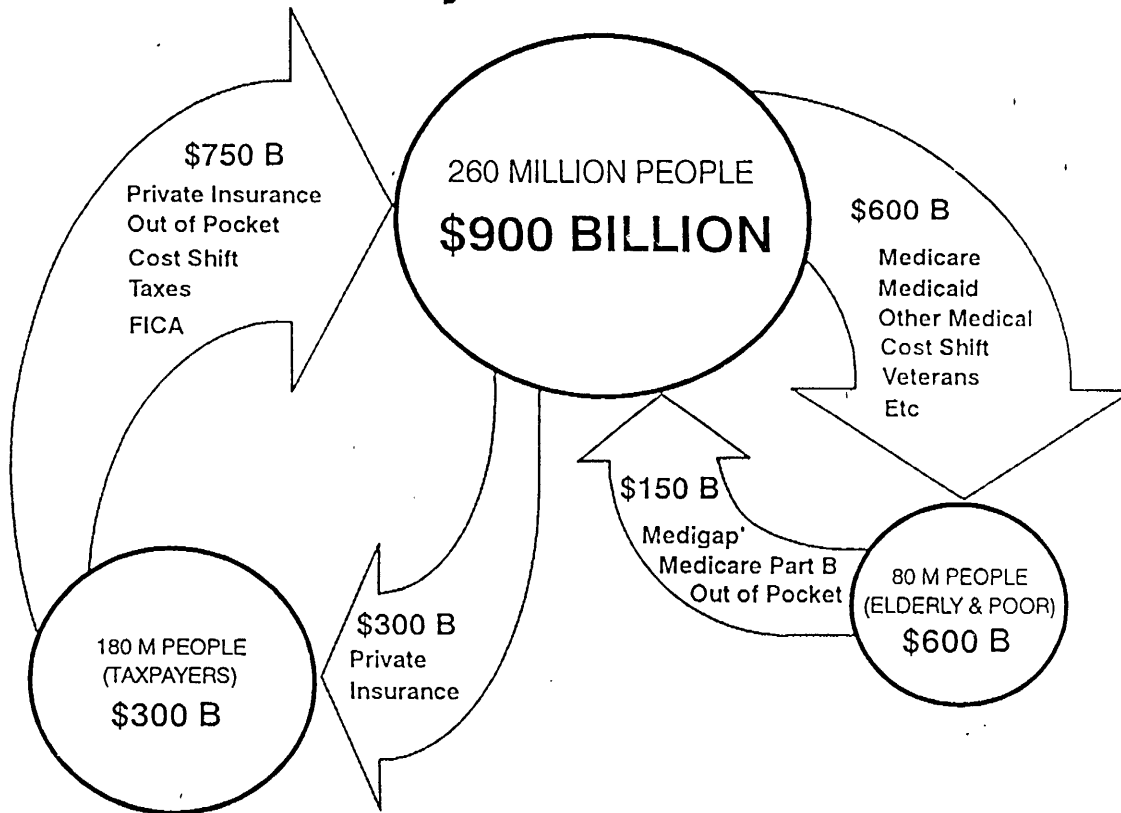 $750 B
Private Insurance
Out of Pocket
Cost Shift
Taxes
FICA
260 MILLION PEOPLE
$900 BILLION
$600 B
Medicare
Medicaid
Other Medical
Cost Shift
Veterans
Etc
$150 B
Medigap'
Medicare Part B
Out of Pocket
80 M PEOPLE
(ELDERLY & POOR)
$600 B
$300 B
Private
Insurance
180 M PEOPLE
(TAXPAYERS)
$300 B